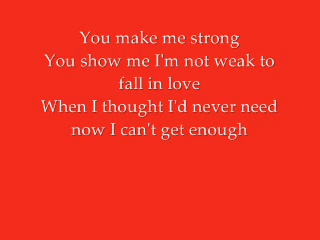 You make me strong
You show me I'm not weak to
fall in love
When I thought I'd never need
now I can't get enough